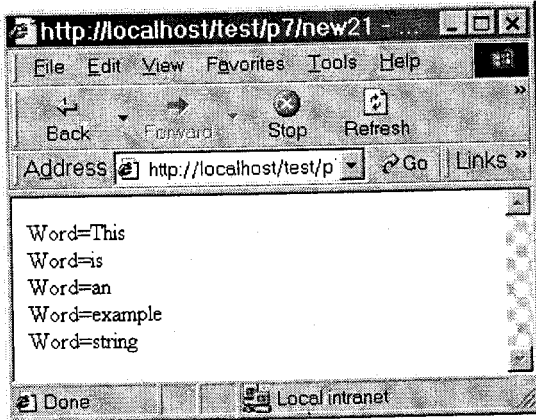 http://localhost/test/p7/new21 - ...
File Edit View Favorites Tools Help
»
Back Forward Stop Refresh
Address http://localhost/test/p Go Links »
Word=This
Word=is
Word=an
Word=example
Word=string
Done Local intranet